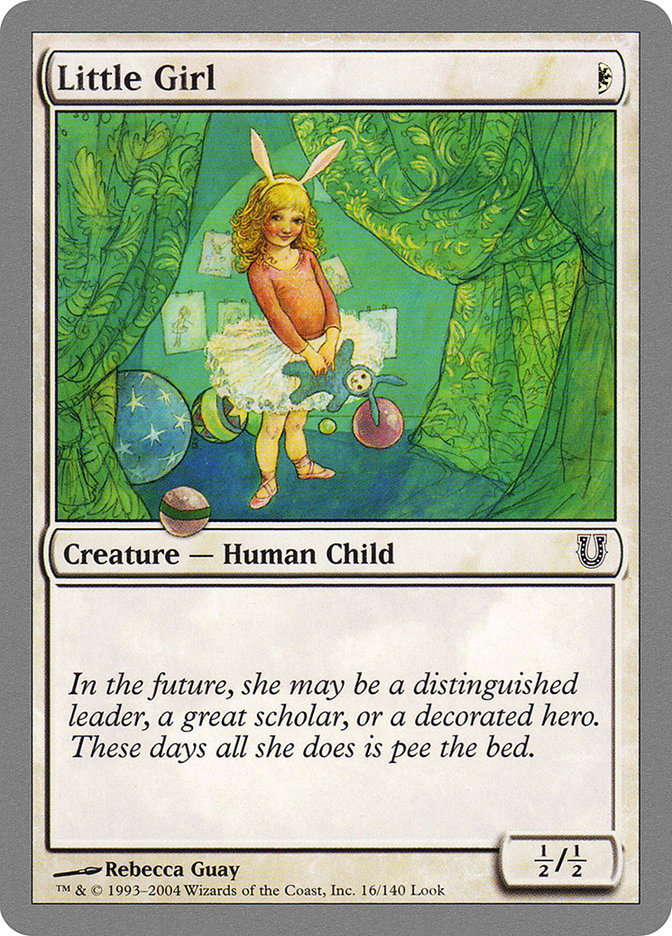 Little Girl
Creature — Human Child
In the future, she may be a distinguished
leader, a great scholar, or a decorated hero.
These days all she does is pee the bed.
½/½
Rebecca Guay
™ & © 1993–2004 Wizards of the Coast, Inc. 16/140 Look